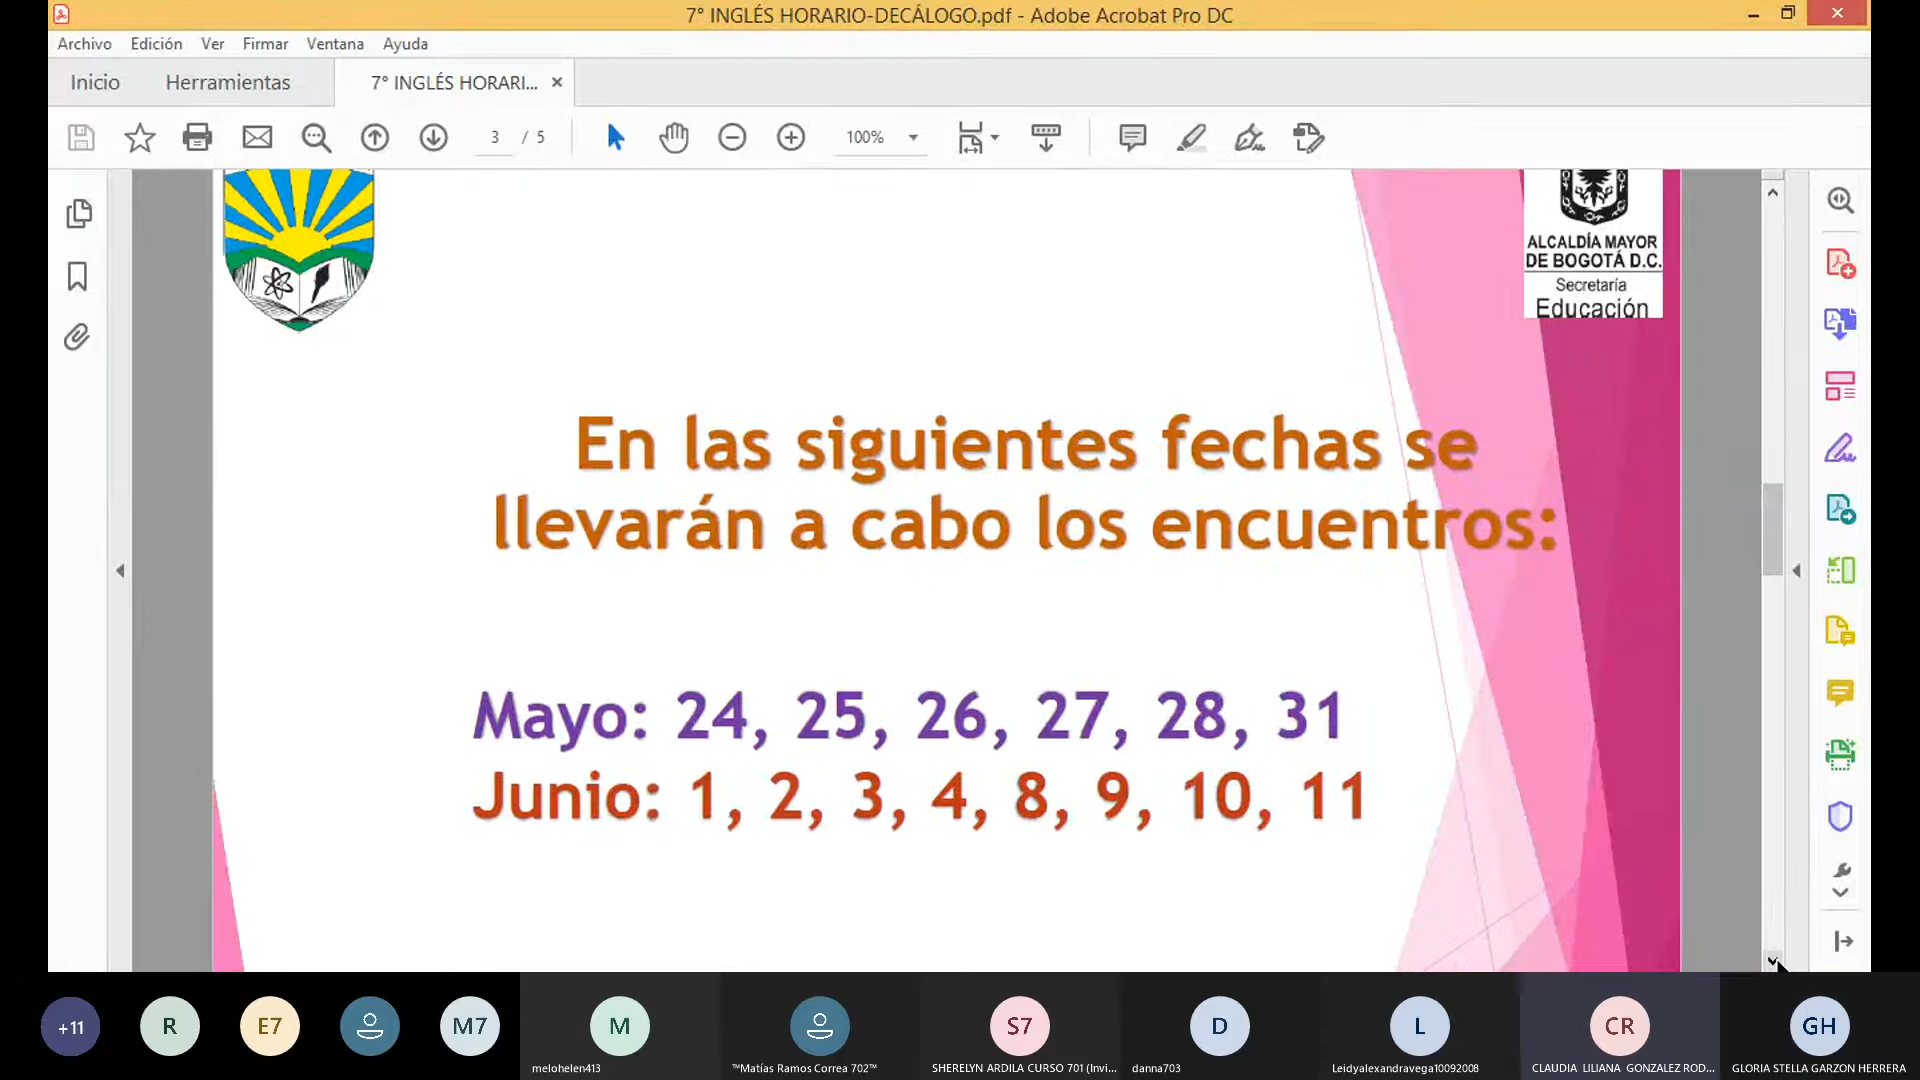 7° INGLÉS HORARIO-DECÁLOGO.pdf - Adobe Acrobat Pro DC
Archivo Edición Ver Firmar Ventana Ayuda
Inicio Herramientas 7° INGLÉS HORARI... ×
3 / 5 100%
ALCALDÍA MAYOR
DE BOGOTÁ D.C.
Secretaría
Educación
En las siguientes fechas se
llevarán a cabo los encuentros:
Mayo: 24, 25, 26, 27, 28, 31
Junio: 1, 2, 3, 4, 8, 9, 10, 11
+11 R E7 M7 M S7 D L CR GH
melohelen413 ™Matías Ramos Correa 702™ SHERELYN ARDILA CURSO 701 (Invi... danna703 Leidyalexandravega10092008 CLAUDIA LILIANA GONZALEZ ROD... GLORIA STELLA GARZON HERRERA